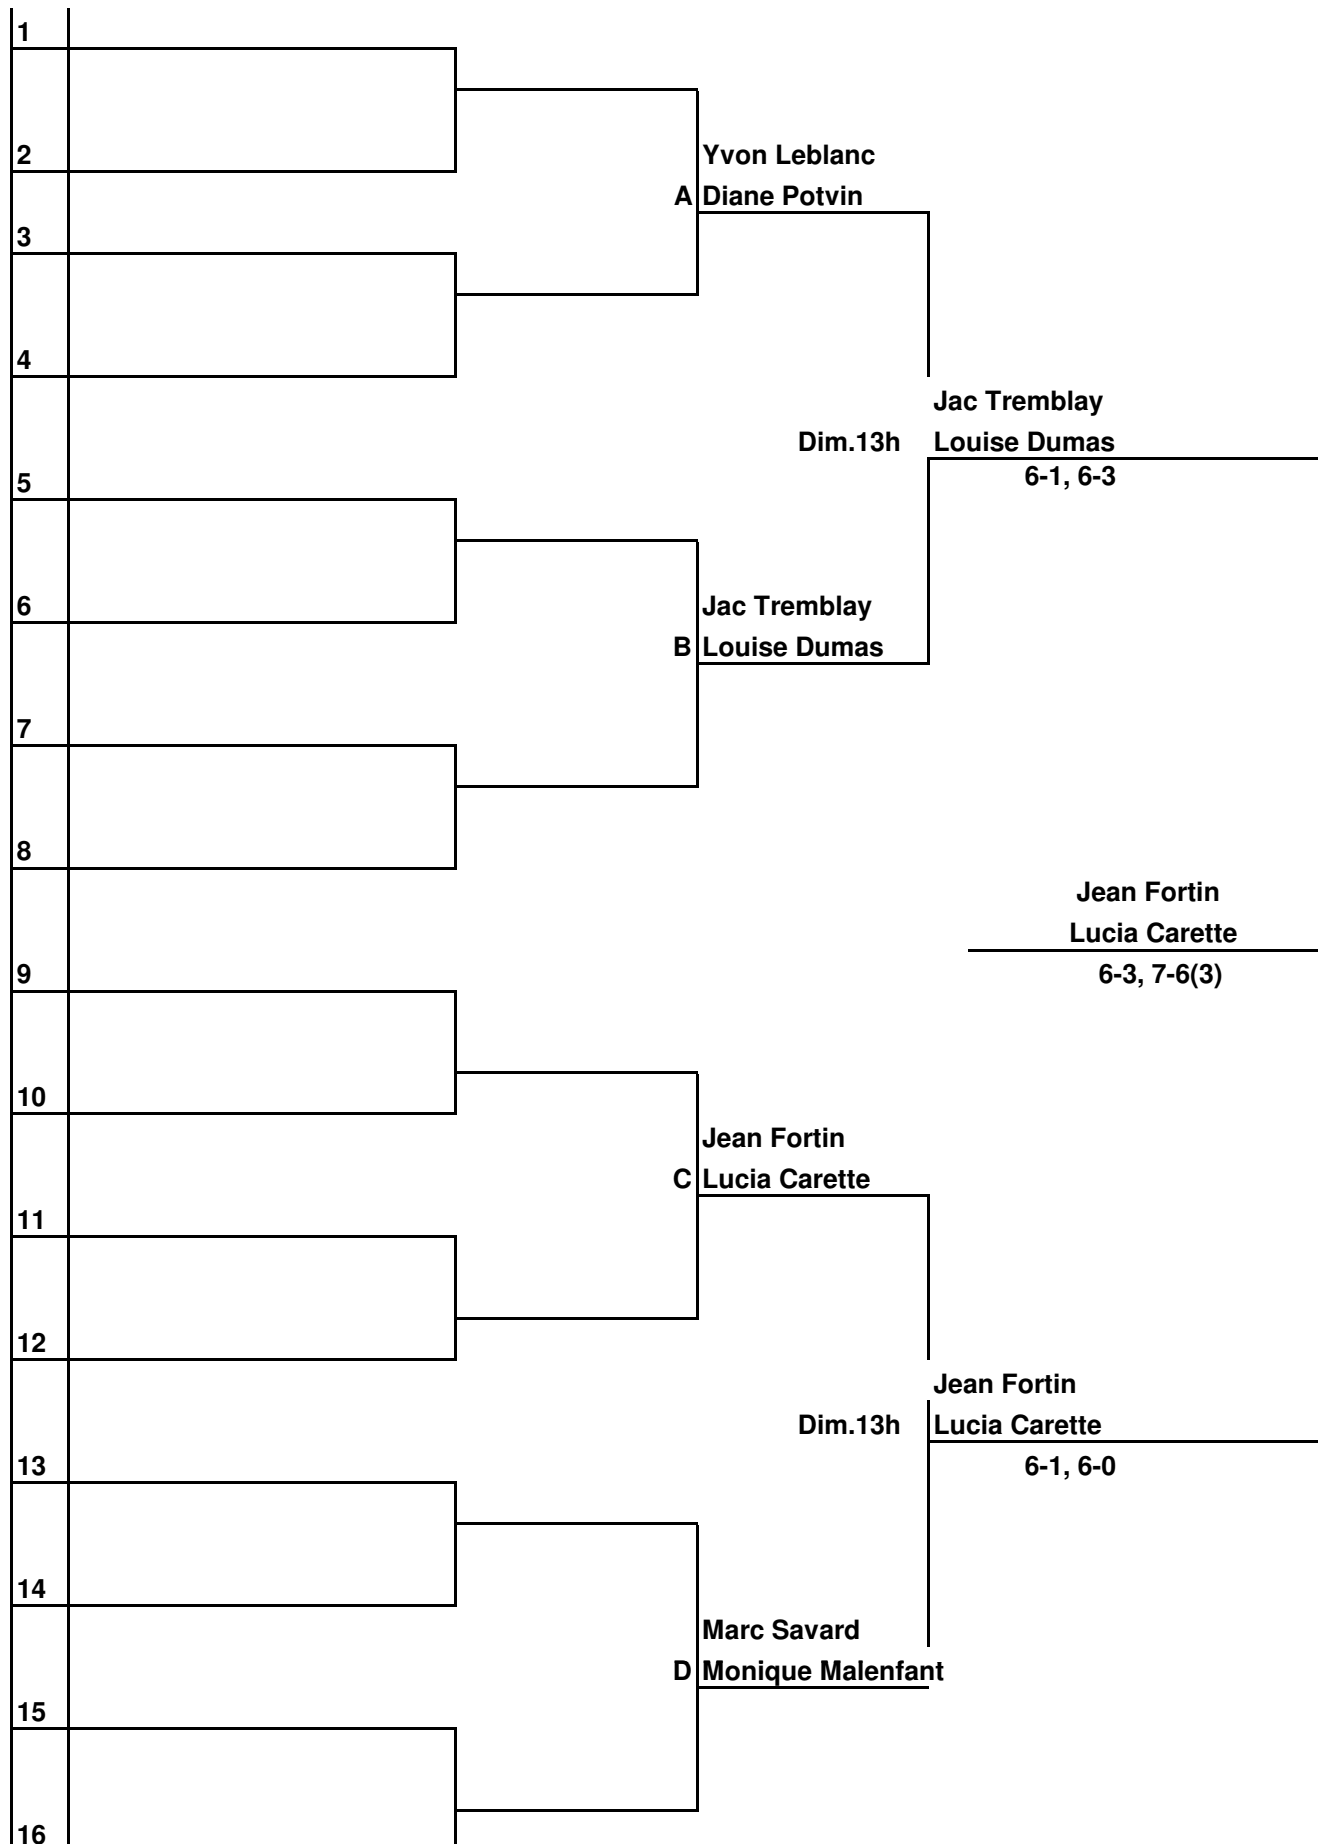 1
2
Yvon Leblanc
A Diane Potvin
3
4
Jac Tremblay
Dim.13h Louise Dumas
6-1, 6-3
5
6
Jac Tremblay
B Louise Dumas
7
8
Jean Fortin
Lucia Carette
6-3, 7-6(3)
9
10
Jean Fortin
C Lucia Carette
11
12
Jean Fortin
Dim.13h Lucia Carette
6-1, 6-0
13
14
Marc Savard
D Monique Malenfant
15
16